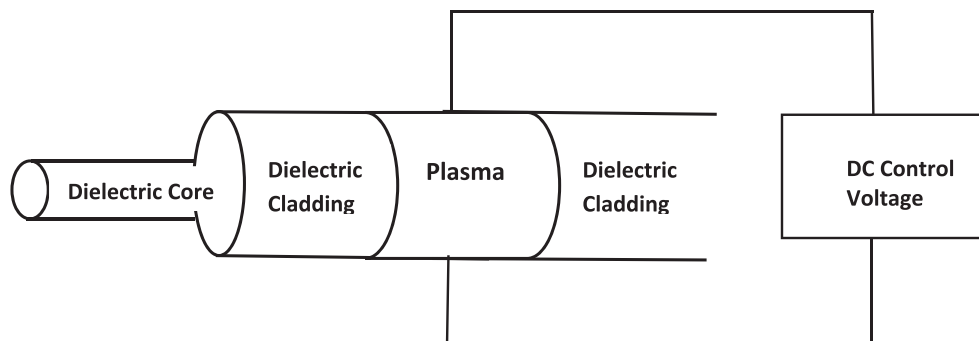 Dielectric Core
Dielectric
Cladding
Plasma
Dielectric
Cladding
DC Control
Voltage